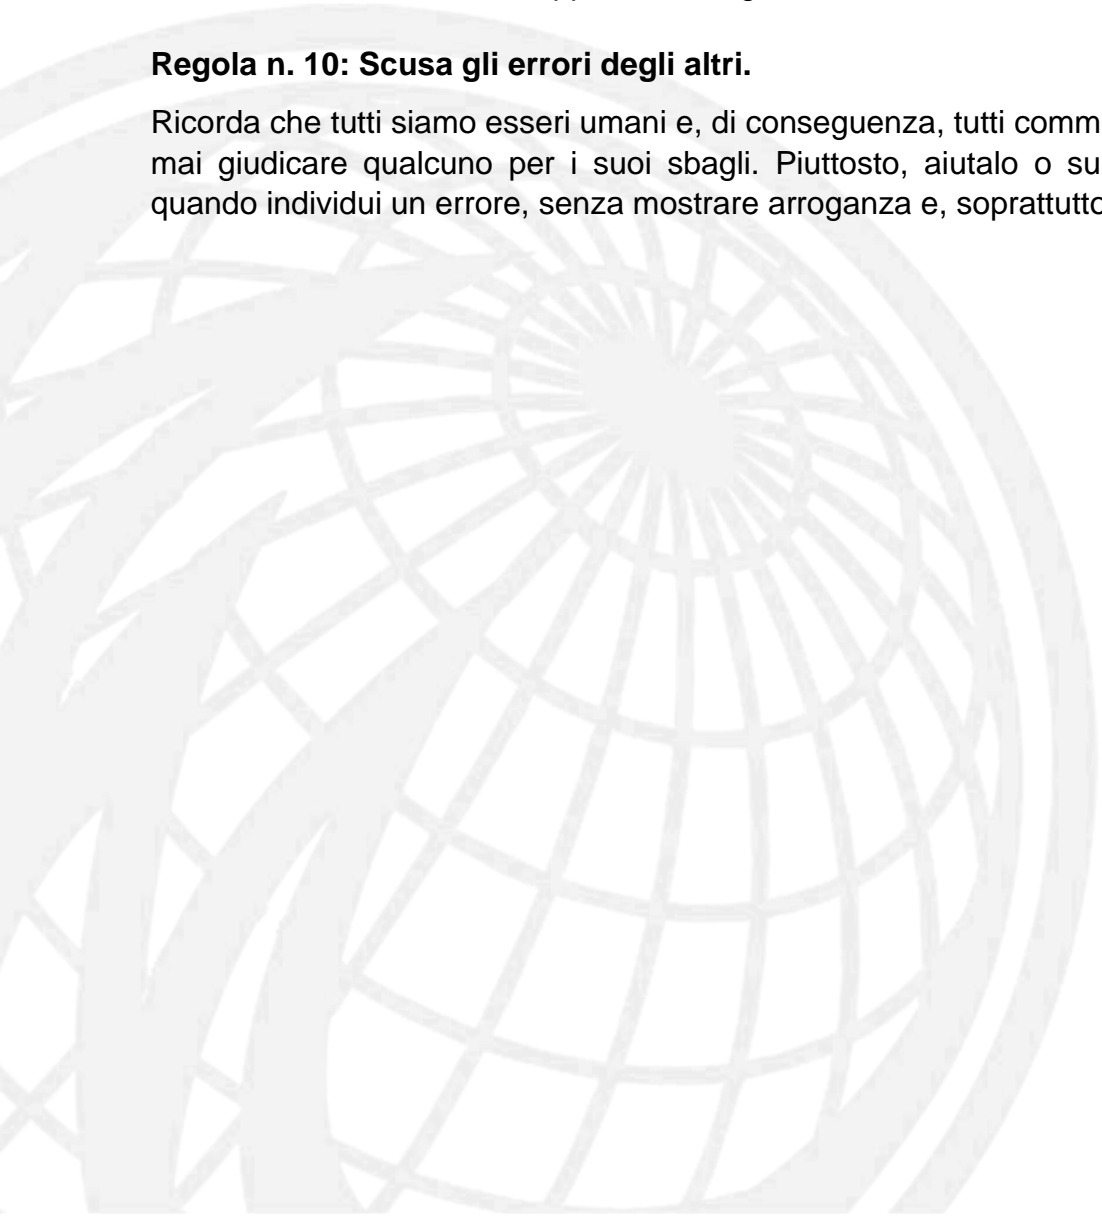 Regola n. 10: Scusa gli errori degli altri.
Ricorda che tutti siamo esseri umani e, di conseguenza, tutti comm
mai giudicare qualcuno per i suoi sbagli. Piuttosto, aiutalo o su
quando individui un errore, senza mostrare arroganza e, soprattutto